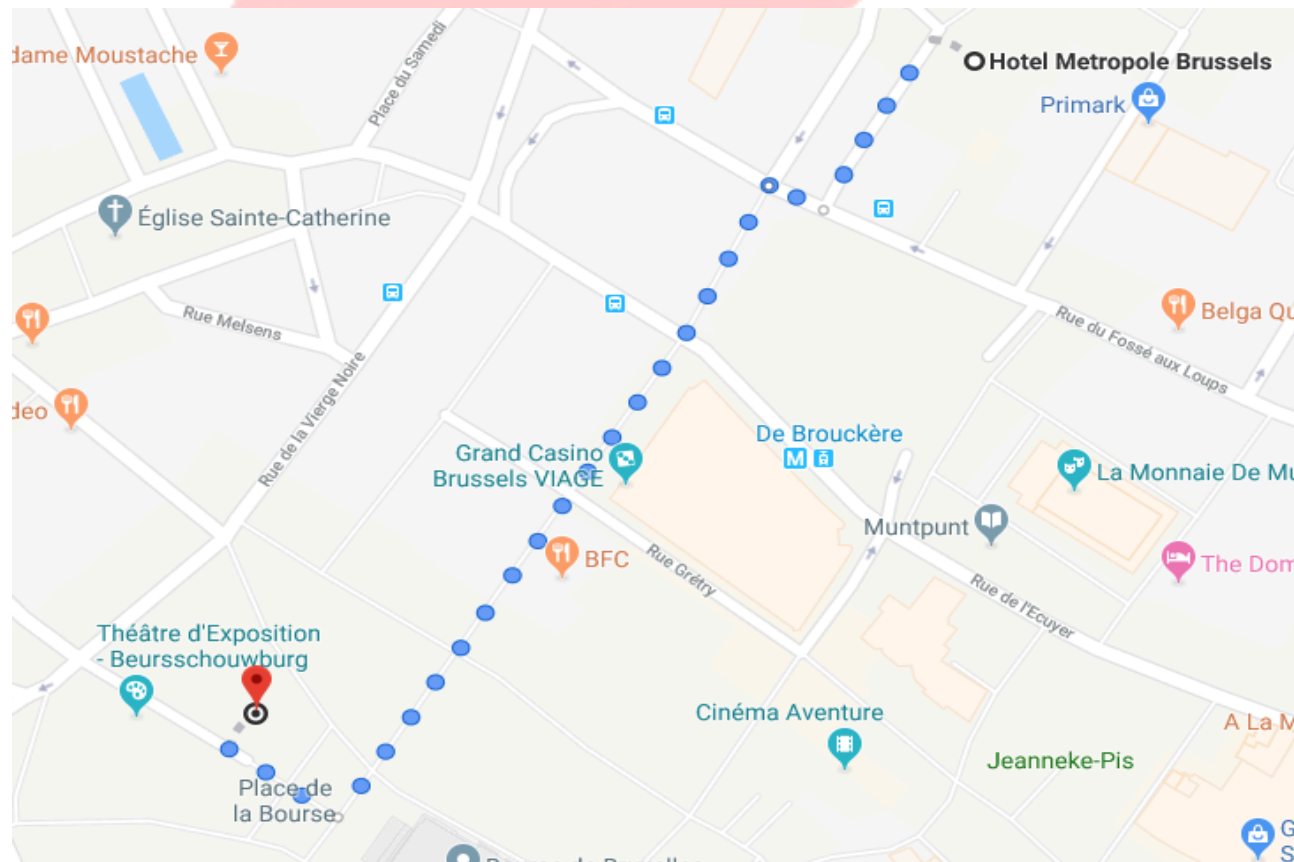 dame Moustache
Place du Samedi
Hotel Metropole Brussels
Primark
Église Sainte-Catherine
Rue Melsens
Belga Qu
Rue du Fossé aux Loups
deo
Rue de la Vierge Noire
De Brouckère
M
Grand Casino
Brussels VIAGE
La Monnaie De Mu
Muntpunt
BFC
Rue Grétry
The Dom
Rue de l'Ecuyer
Théâtre d'Exposition
- Beursschouwburg
Cinéma Aventure
A La M
Jeanneke-Pis
Place de
la Bourse
G
S